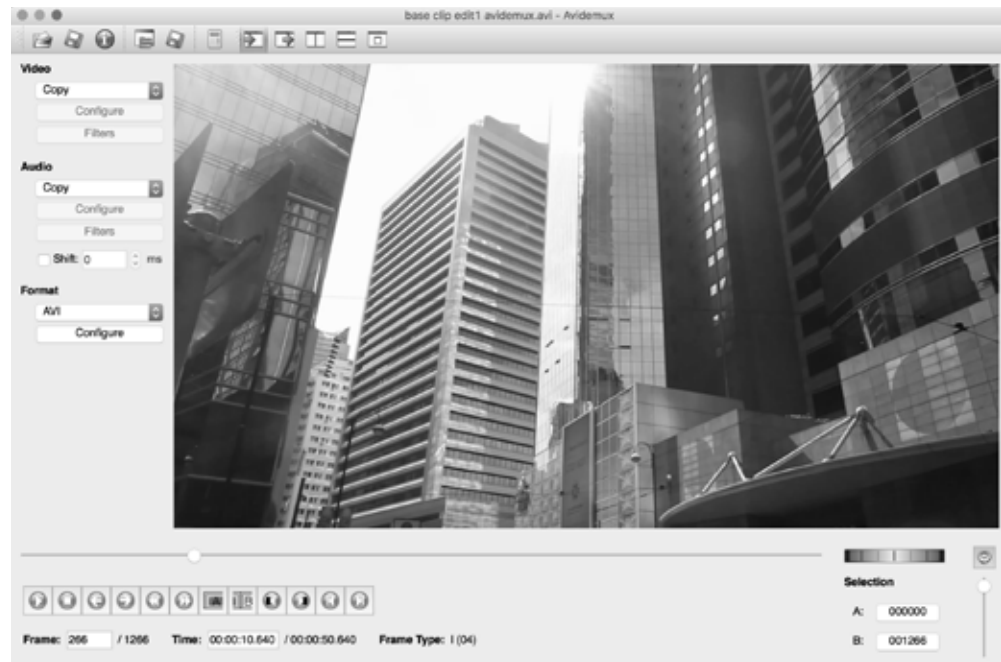 base clip edit1 avidemux.avi - Avidemux
Video
Copy
Configure
Filters
Audio
Copy
Configure
Filters
Shift: 0 ms
Format
AVI
Configure
Selection
A: 000000
Frame: 266 / 1266 Time: 00:00:10.640 / 00:00:50.640 Frame Type: I (04)
B: 001266